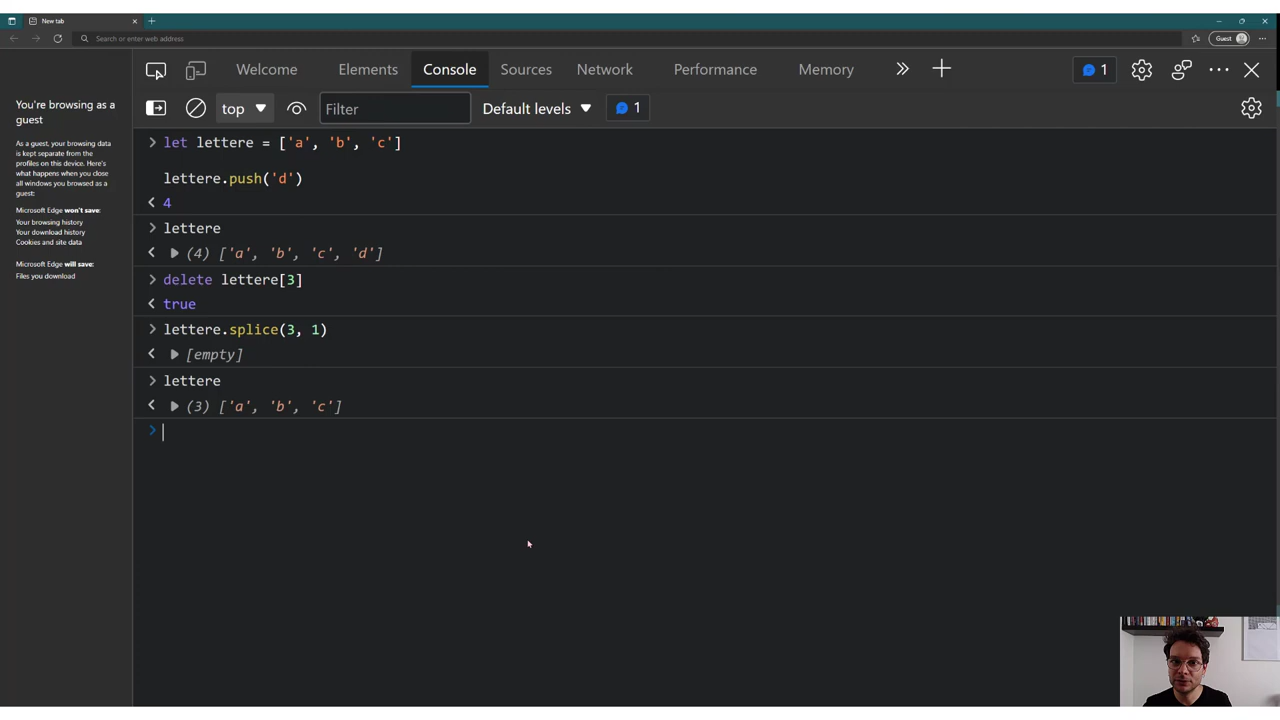 New tab
Search or enter web address
Guest
You're browsing as a
guest
As a guest, your browsing data
is kept separate from the
profiles on this device. Here's
what happens when you close
all windows you browsed as a
guest:
Microsoft Edge won't save:
Your browsing history
Your download history
Cookies and site data
Microsoft Edge will save:
Files you download
Welcome Elements Console Sources Network Performance Memory 1
top Filter Default levels 1
let lettere = ['a', 'b', 'c']
lettere.push('d')
4
lettere
(4) ['a', 'b', 'c', 'd']
delete lettere[3]
true
lettere.splice(3, 1)
[empty]
lettere
(3) ['a', 'b', 'c']